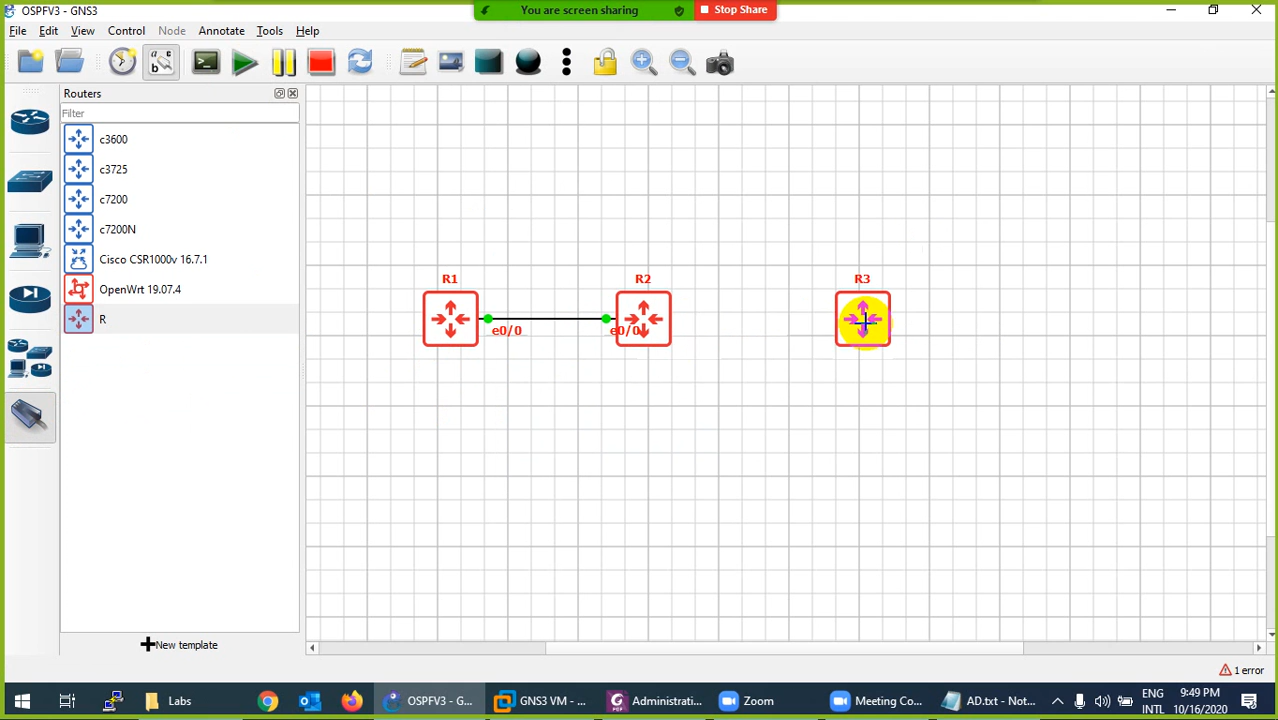 OSPFV3 - GNS3
You are screen sharing
Stop Share
File Edit View Control Node Annotate Tools Help
Routers
Filter
c3600
c3725
c7200
c7200N
Cisco CSR1000v 16.7.1
OpenWrt 19.07.4
R
R1
R2
R3
e0/0
e0/0
New template
1 error
Labs
OSPFV3 - G...
GNS3 VM - ...
Administrati...
Zoom
Meeting Co...
AD.txt - Not...
ENG
INTL
9:49 PM
10/16/2020